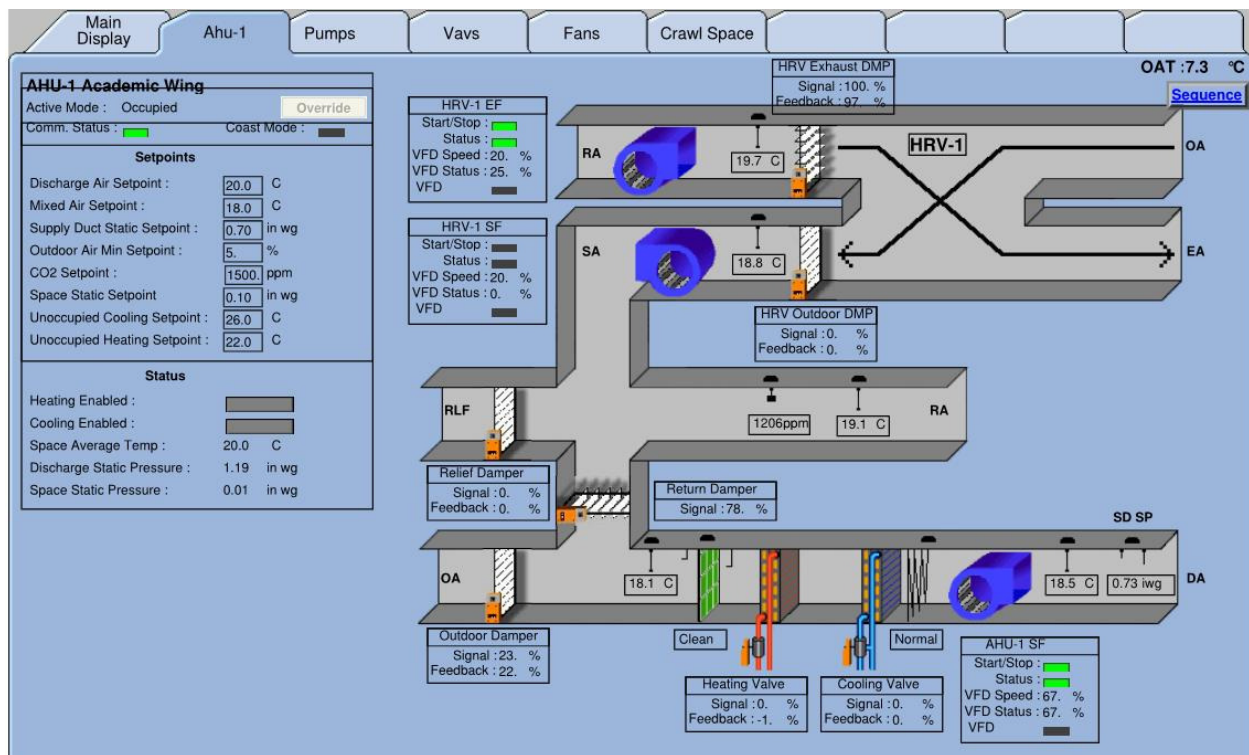 Main
Display
Ahu-1
Pumps
Vavs
Fans
Crawl Space
OAT :7.3 °C
Sequence
AHU-1 Academic Wing
Active Mode : Occupied
Override
Comm. Status :
Coast Mode :
Setpoints
Discharge Air Setpoint : 20.0 C
Mixed Air Setpoint : 18.0 C
Supply Duct Static Setpoint : 0.70 in wg
Outdoor Air Min Setpoint : 5. %
CO2 Setpoint : 1500. ppm
Space Static Setpoint 0.10 in wg
Unoccupied Cooling Setpoint : 26.0 C
Unoccupied Heating Setpoint : 22.0 C
Status
Heating Enabled :
Cooling Enabled :
Space Average Temp : 20.0 C
Discharge Static Pressure : 1.19 in wg
Space Static Pressure : 0.01 in wg
HRV-1 EF
Start/Stop :
Status :
VFD Speed :20. %
VFD Status :25. %
VFD
HRV-1 SF
Start/Stop :
Status :
VFD Speed :20. %
VFD Status :0. %
VFD
HRV Exhaust DMP
Signal :100. %
Feedback :97. %
RA
19.7 C
HRV-1
OA
SA
18.8 C
EA
HRV Outdoor DMP
Signal :0. %
Feedback :0. %
RLF
1206ppm
19.1 C
RA
Relief Damper
Signal :0. %
Feedback :0. %
Return Damper
Signal :78. %
SD SP
OA
18.1 C
18.5 C
0.73 iwg
DA
Outdoor Damper
Signal :23. %
Feedback :22. %
Clean
Normal
Heating Valve
Signal :0. %
Feedback :-1. %
Cooling Valve
Signal :0. %
Feedback :0. %
AHU-1 SF
Start/Stop :
Status :
VFD Speed :67. %
VFD Status :67. %
VFD